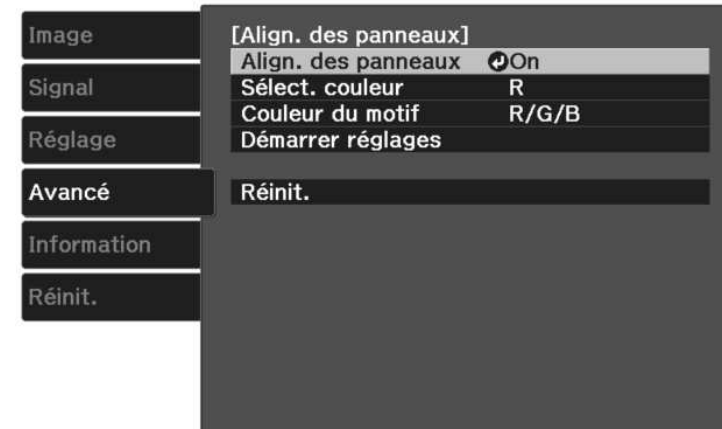 Image
Signal
Réglage
Avancé
Information
Réinit.
[Align. des panneaux]
Align. des panneaux On
Sélect. couleur R
Couleur du motif R/G/B
Démarrer réglages
Réinit.